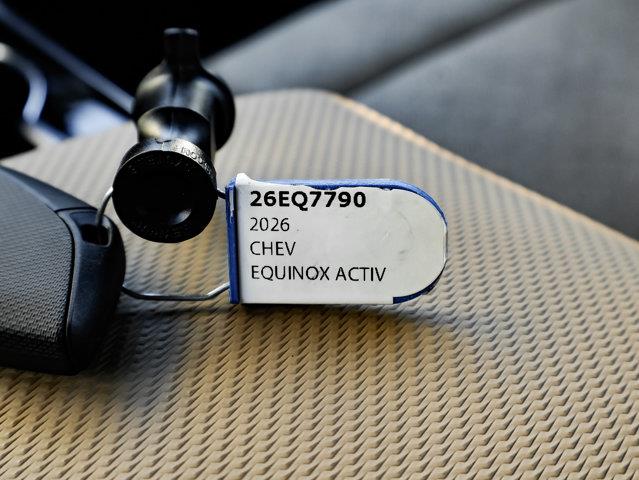 26EQ7790
2026
CHEV
EQUINOX ACTIV